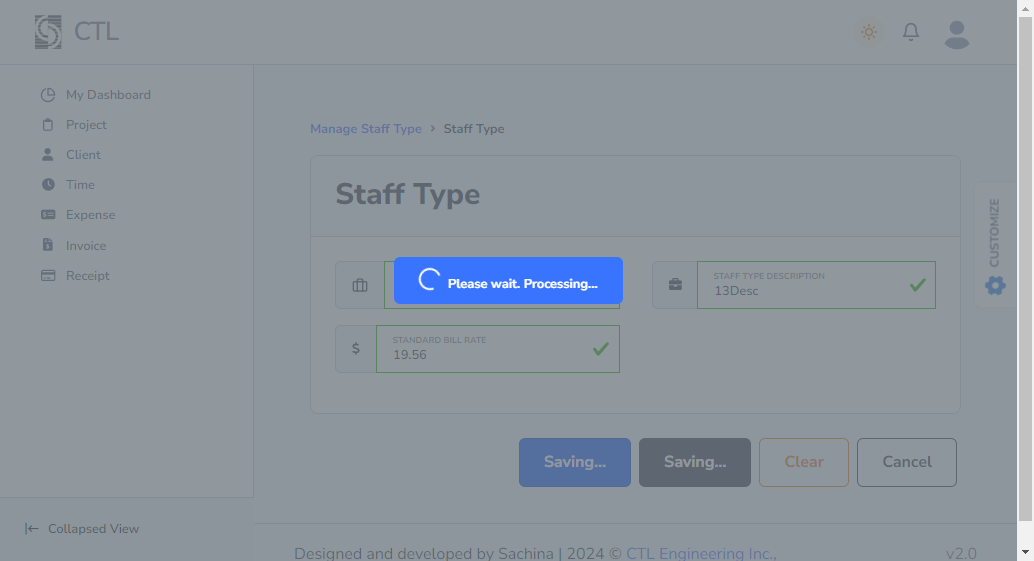 CTL
My Dashboard
Project
Client
Time
Expense
Invoice
Receipt
Collapsed View
Manage Staff Type > Staff Type
Staff Type
Please wait. Processing...
STAFF TYPE DESCRIPTION
13Desc
$
STANDARD BILL RATE
19.56
Saving...
Saving...
Clear
Cancel
CUSTOMIZE
Designed and developed by Sachina | 2024 © CTL Engineering Inc.,
v2.0